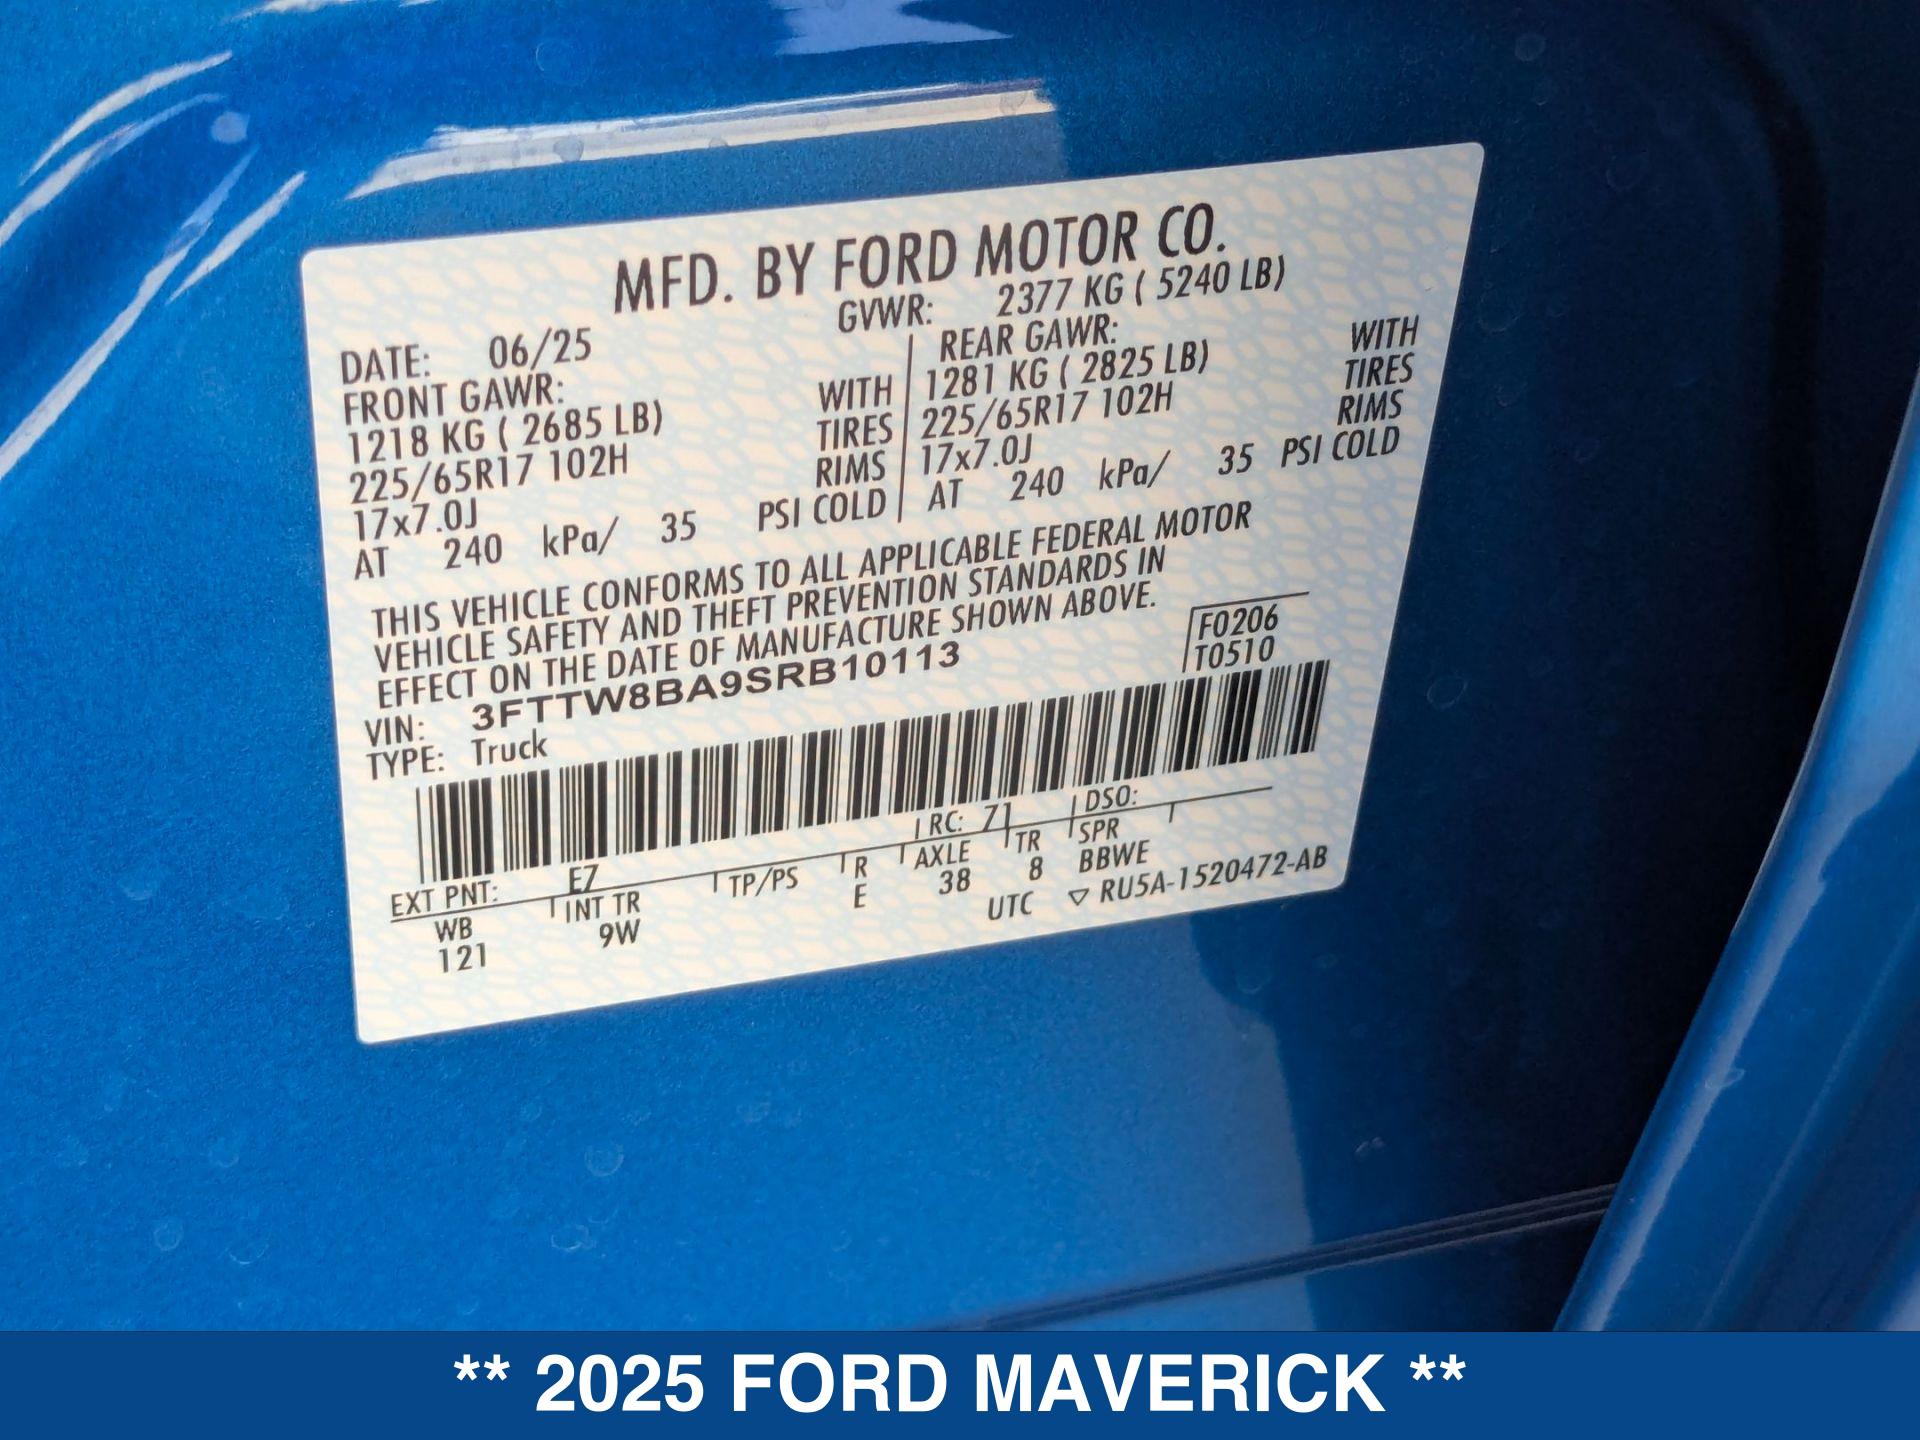 MFD. BY FORD MOTOR CO.
DATE: 06/25 GVWR: 2377 KG ( 5240 LB)
FRONT GAWR: REAR GAWR:
1218 KG ( 2685 LB) WITH 1281 KG ( 2825 LB) WITH
225/65R17 102H TIRES 225/65R17 102H TIRES
17x7.0J RIMS 17x7.0J RIMS
AT 240 kPa/ 35 PSI COLD AT 240 kPa/ 35 PSI COLD
THIS VEHICLE CONFORMS TO ALL APPLICABLE FEDERAL MOTOR
VEHICLE SAFETY AND THEFT PREVENTION STANDARDS IN
EFFECT ON THE DATE OF MANUFACTURE SHOWN ABOVE.
VIN: 3FTTW8BA9SRB10113 F0206
TYPE: Truck T0510
EXT PNT: E7 RC: 71 DSO:
WB INT TR TP/PS R AXLE TR SPR
121 9W E 38 8 BBWE
UTC ▽ RU5A-1520472-AB
** 2025 FORD MAVERICK **